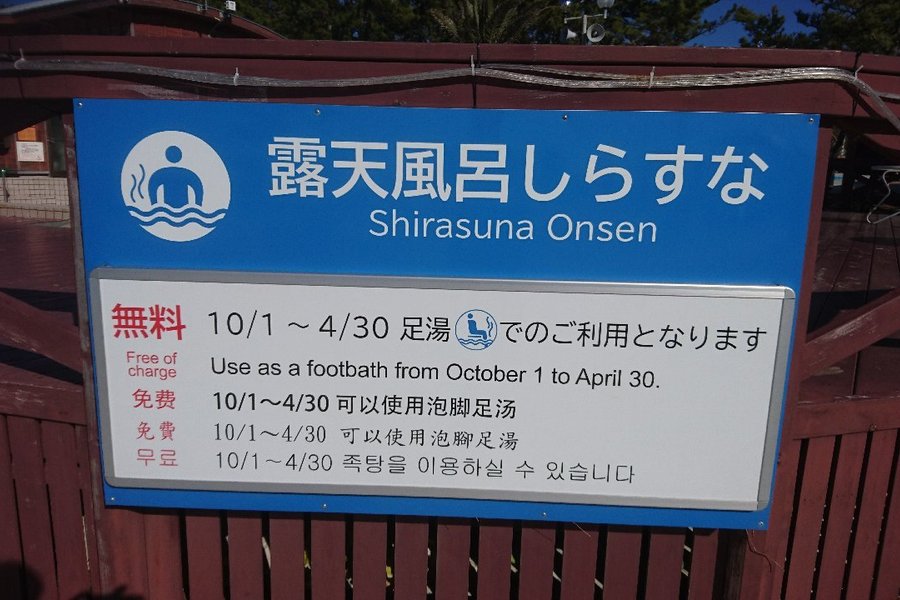 露天風呂しらすな
Shirasuna Onsen
無料 10/1 ～ 4/30 足湯 でのご利用となります
Free of charge Use as a footbath from October 1 to April 30.
免费 10/1～4/30 可以使用泡脚足汤
免費 10/1～4/30 可以使用泡腳足湯
무료 10/1～4/30 족탕을 이용하실 수 있습니다